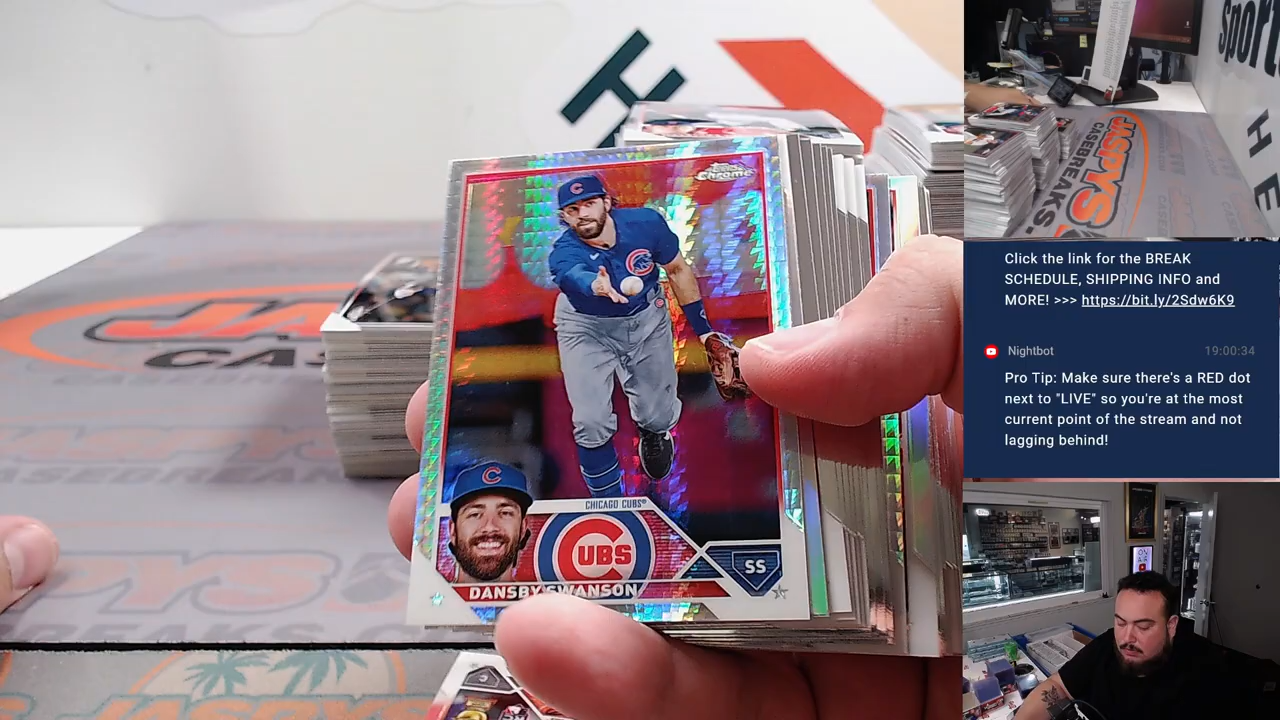 Topps
Chrome
C
C
C
CHICAGO CUBS®
CUBS
SS
DANSBY SWANSON
JASPYS
CASEBREAKS.
Sports
HE
Click the link for the BREAK
SCHEDULE, SHIPPING INFO and
MORE! >>> https://bit.ly/2Sdw6K9
Nightbot
19:00:34
Pro Tip: Make sure there's a RED dot
next to "LIVE" so you're at the most
current point of the stream and not
lagging behind!